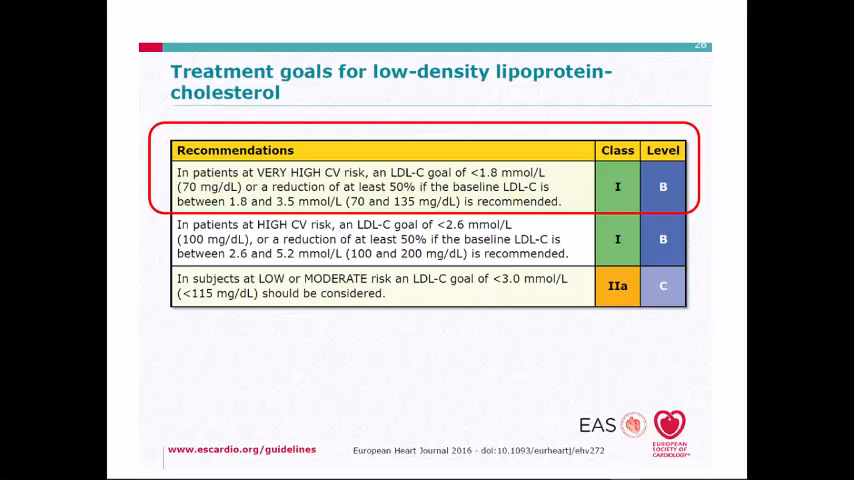 26
Treatment goals for low-density lipoprotein-
cholesterol
Recommendations Class Level
In patients at VERY HIGH CV risk, an LDL-C goal of <1.8 mmol/L
(70 mg/dL) or a reduction of at least 50% if the baseline LDL-C is
between 1.8 and 3.5 mmol/L (70 and 135 mg/dL) is recommended.
I B
In patients at HIGH CV risk, an LDL-C goal of <2.6 mmol/L
(100 mg/dL), or a reduction of at least 50% if the baseline LDL-C is
between 2.6 and 5.2 mmol/L (100 and 200 mg/dL) is recommended.
I B
In subjects at LOW or MODERATE risk an LDL-C goal of <3.0 mmol/L
(<115 mg/dL) should be considered.
IIa C
EAS
EUROPEAN
SOCIETY OF
CARDIOLOGY®
www.escardio.org/guidelines
European Heart Journal 2016 - doi:10.1093/eurheartj/ehv272